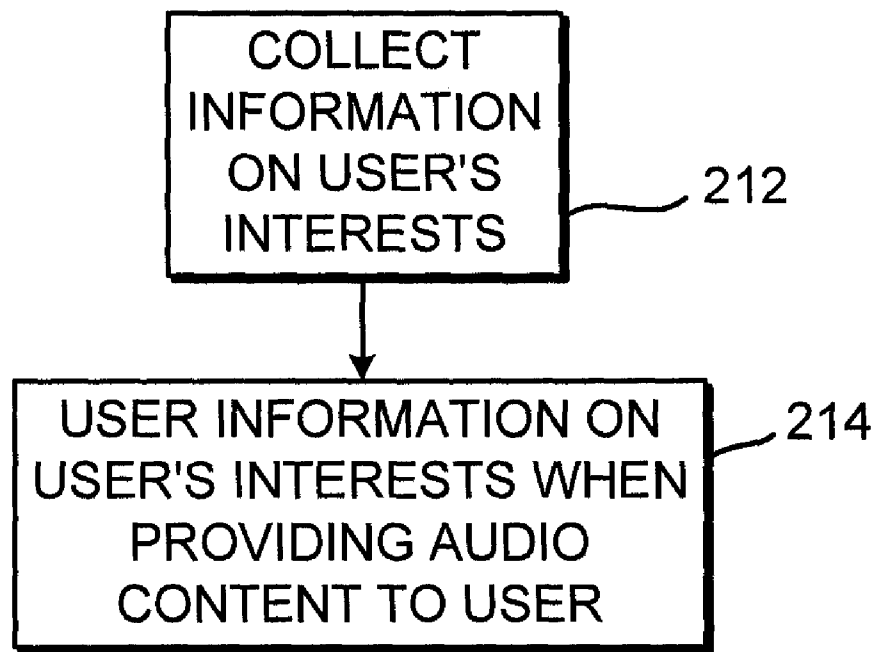 COLLECT
INFORMATION
ON USER'S
INTERESTS
212
USER INFORMATION ON
USER'S INTERESTS WHEN
PROVIDING AUDIO
CONTENT TO USER
214